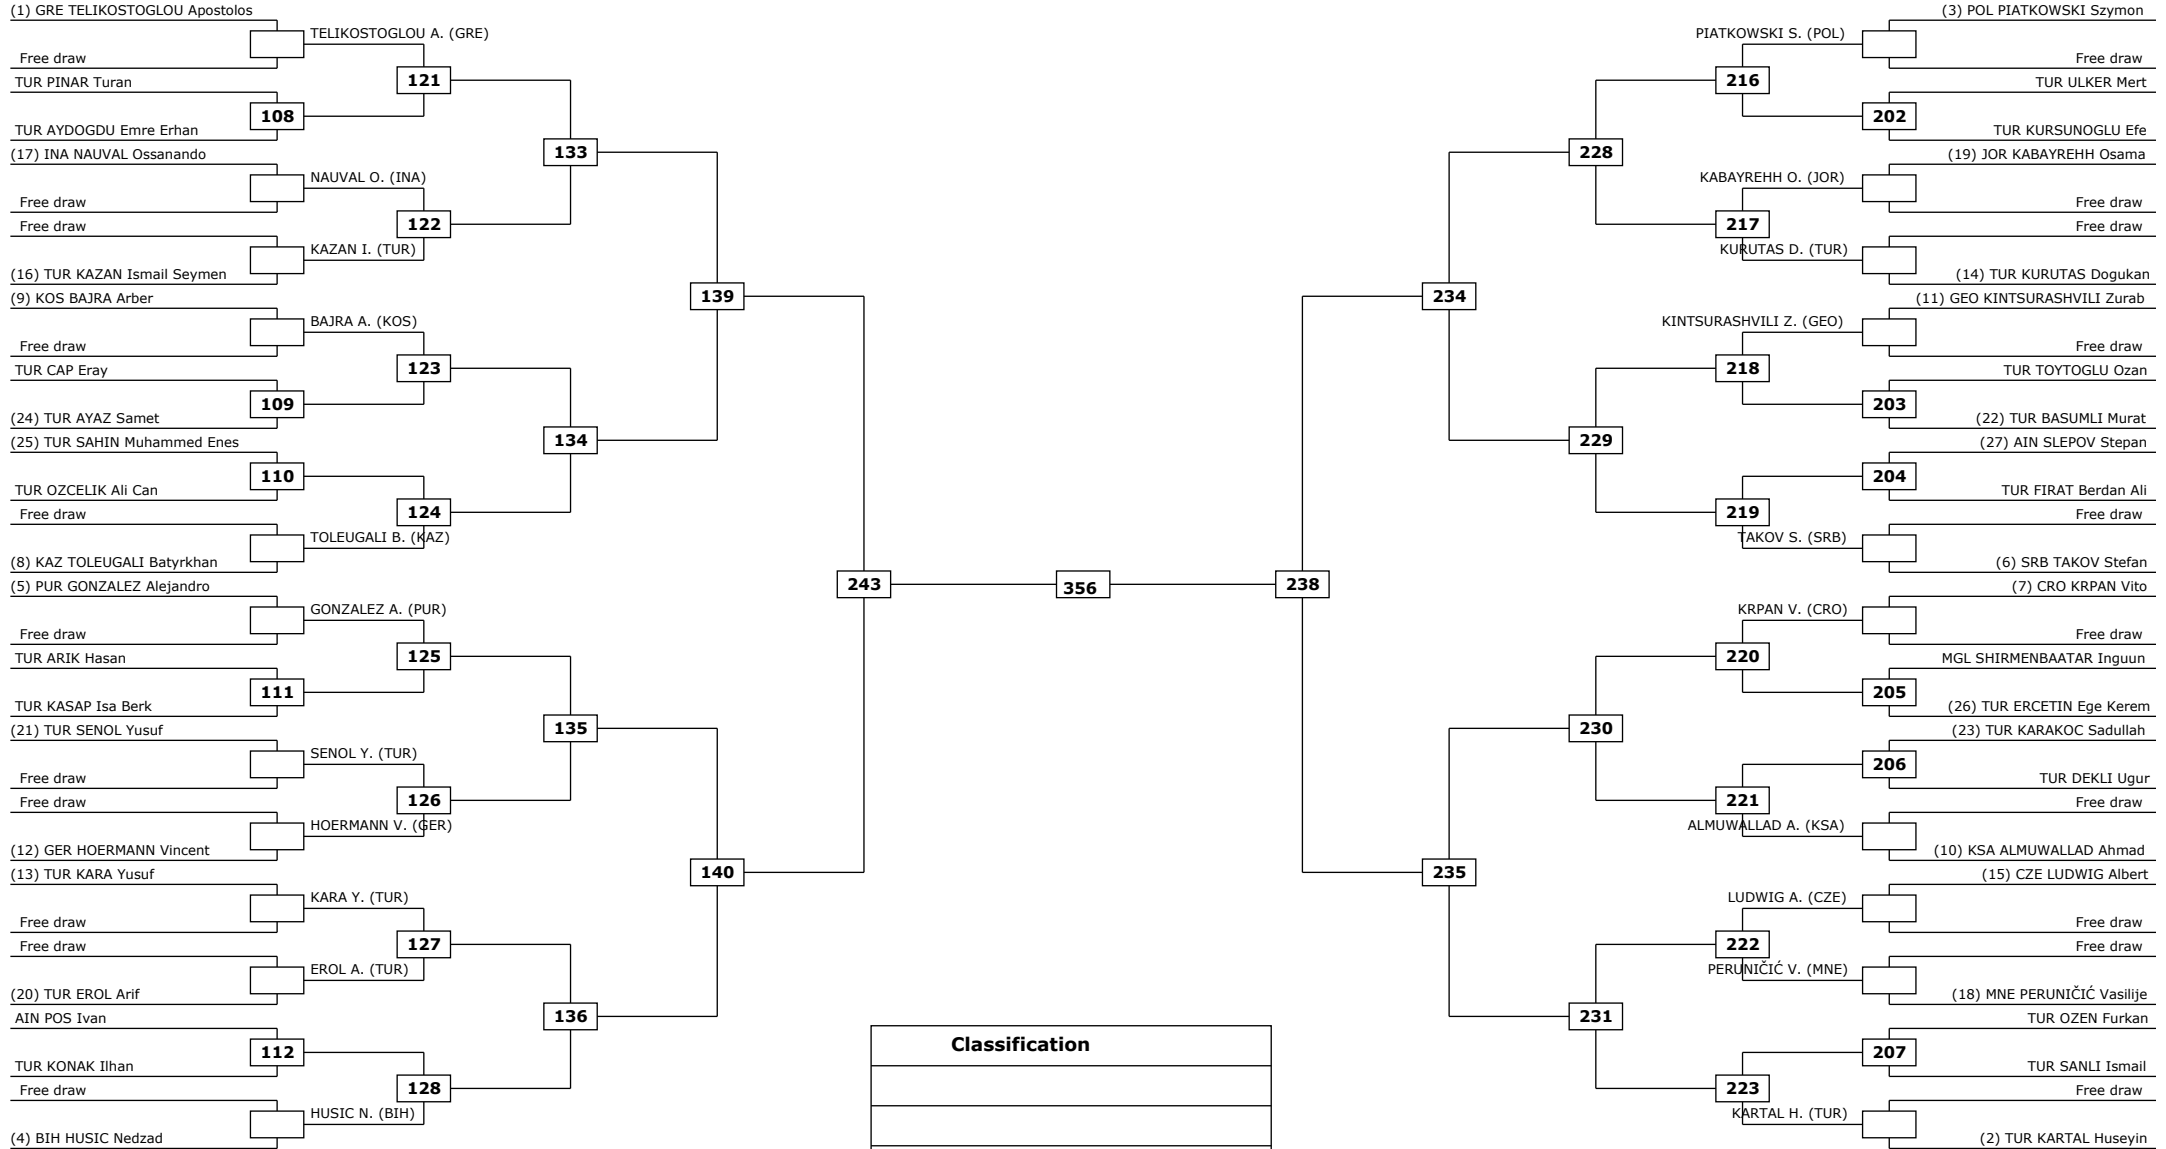 (1) GRE TELIKOSTOGLOU Apostolos
TELIKOSTOGLOU A. (GRE)
Free draw
121
TUR PINAR Turan
108
TUR AYDOGDU Emre Erhan
133
(17) INA NAUVAL Ossanando
NAUVAL O. (INA)
Free draw
122
Free draw
KAZAN I. (TUR)
(16) TUR KAZAN Ismail Seymen
139
(9) KOS BAJRA Arber
BAJRA A. (KOS)
Free draw
123
TUR CAP Eray
109
(24) TUR AYAZ Samet
134
(25) TUR SAHIN Muhammed Enes
110
TUR OZCELIK Ali Can
124
Free draw
TOLEUGALI B. (KAZ)
(8) KAZ TOLEUGALI Batyrkhan
243
(5) PUR GONZALEZ Alejandro
GONZALEZ A. (PUR)
Free draw
125
TUR ARIK Hasan
111
TUR KASAP Isa Berk
135
(21) TUR SENOL Yusuf
SENOL Y. (TUR)
Free draw
126
Free draw
HOERMANN V. (GER)
(12) GER HOERMANN Vincent
140
(13) TUR KARA Yusuf
KARA Y. (TUR)
Free draw
127
Free draw
EROL A. (TUR)
(20) TUR EROL Arif
136
AIN POS Ivan
112
TUR KONAK Ilhan
128
Free draw
HUSIC N. (BIH)
(4) BIH HUSIC Nedzad
356
(3) POL PIATKOWSKI Szymon
PIATKOWSKI S. (POL)
Free draw
216
TUR ULKER Mert
202
TUR KURSUNOGLU Efe
228
(19) JOR KABAYREHH Osama
KABAYREHH O. (JOR)
Free draw
217
Free draw
KURUTAS D. (TUR)
(14) TUR KURUTAS Dogukan
234
(11) GEO KINTSURASHVILI Zurab
KINTSURASHVILI Z. (GEO)
Free draw
218
TUR TOYTOGLU Ozan
203
(22) TUR BASUMLI Murat
229
(27) AIN SLEPOV Stepan
204
TUR FIRAT Berdan Ali
219
Free draw
TAKOV S. (SRB)
(6) SRB TAKOV Stefan
238
(7) CRO KRPAN Vito
KRPAN V. (CRO)
Free draw
220
MGL SHIRMENBAATAR Inguun
205
(26) TUR ERCETIN Ege Kerem
230
(23) TUR KARAKOC Sadullah
206
TUR DEKLI Ugur
221
Free draw
ALMUWALLAD A. (KSA)
(10) KSA ALMUWALLAD Ahmad
235
(15) CZE LUDWIG Albert
LUDWIG A. (CZE)
Free draw
222
Free draw
PERUNIČIĆ V. (MNE)
(18) MNE PERUNIČIĆ Vasilije
231
TUR OZEN Furkan
207
TUR SANLI Ismail
223
Free draw
KARTAL H. (TUR)
(2) TUR KARTAL Huseyin
Classification